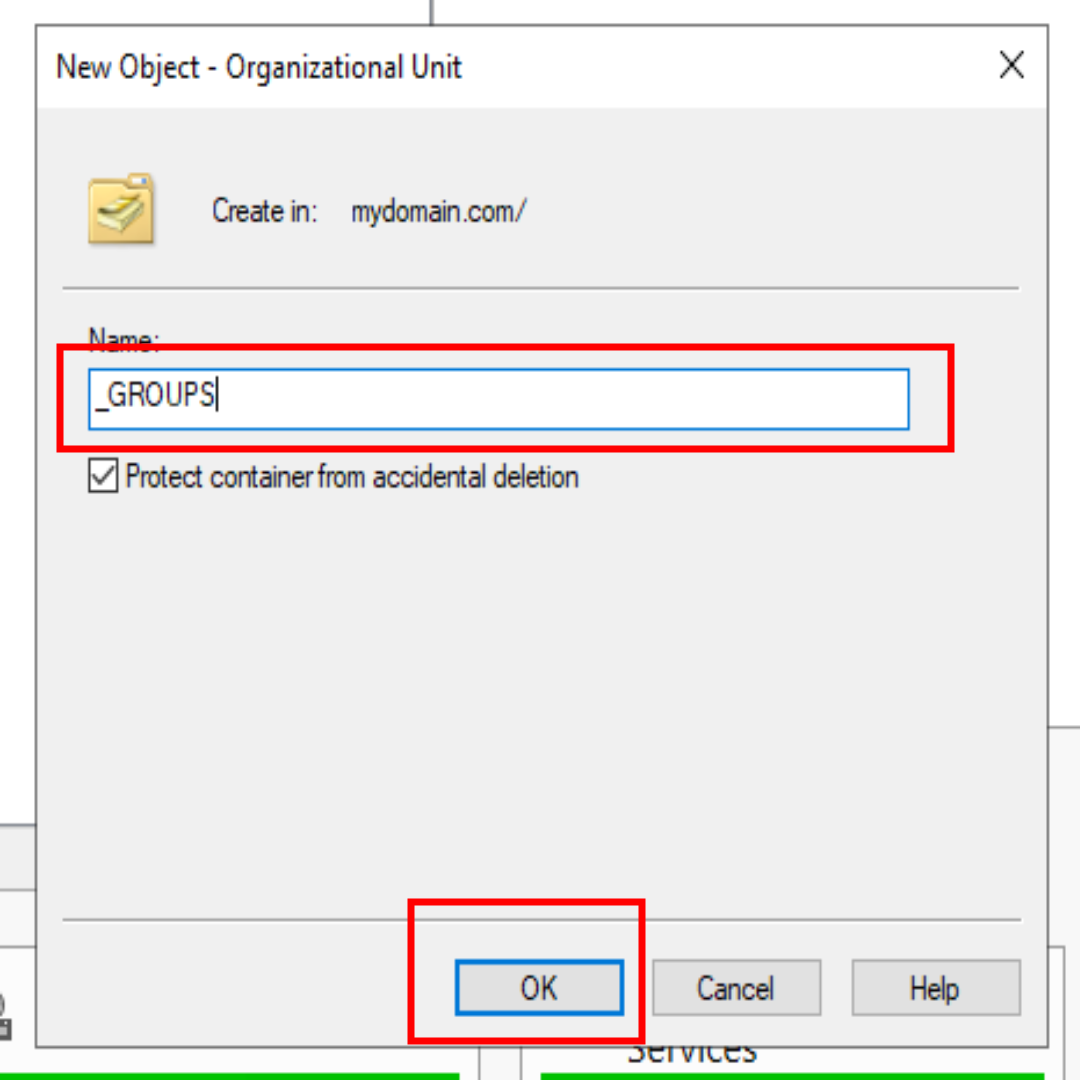 New Object - Organizational Unit
Create in: mydomain.com/
Name:
_GROUPS
Protect container from accidental deletion
OK Cancel Help
Services